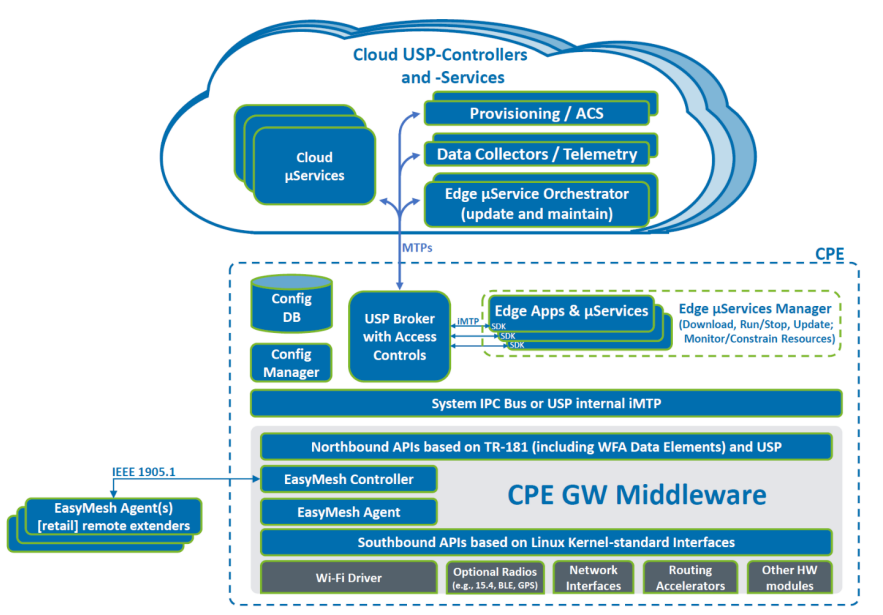 Cloud USP-Controllers
and -Services
Provisioning / ACS
Cloud
µServices
Data Collectors / Telemetry
Edge µService Orchestrator
(update and maintain)
MTPs
CPE
Config
DB
USP Broker
with Access
Controls
iMTP
Edge Apps & µServices
SDK
SDK
SDK
Edge µServices Manager
(Download, Run/Stop, Update;
Monitor/Constrain Resources)
Config
Manager
System IPC Bus or USP internal iMTP
Northbound APIs based on TR-181 (including WFA Data Elements) and USP
IEEE 1905.1
EasyMesh Controller
CPE GW Middleware
EasyMesh Agent(s)
[retail] remote extenders
EasyMesh Agent
Southbound APIs based on Linux Kernel-standard Interfaces
Wi-Fi Driver
Optional Radios
(e.g., 15.4, BLE, GPS)
Network
Interfaces
Routing
Accelerators
Other HW
modules